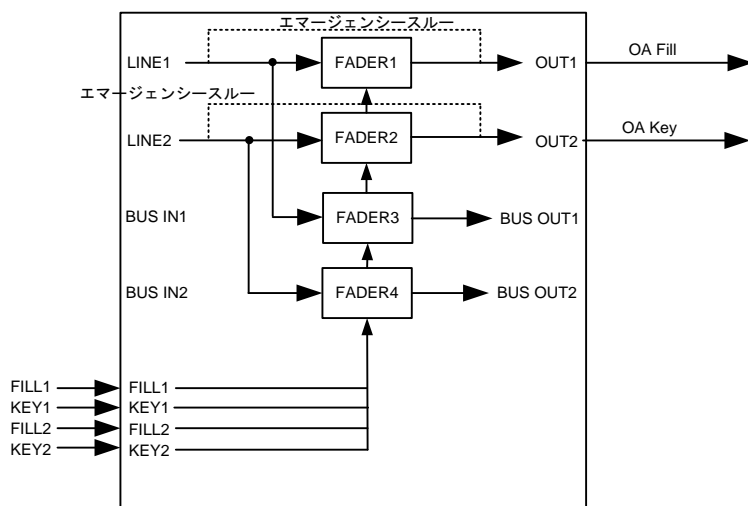 エマージェンシースルー
LINE1 FADER1 OUT1 OA Fill
エマージェンシースルー
LINE2 FADER2 OUT2 OA Key
BUS IN1 FADER3 BUS OUT1
BUS IN2 FADER4 BUS OUT2
FILL1 FILL1
KEY1 KEY1
FILL2 FILL2
KEY2 KEY2